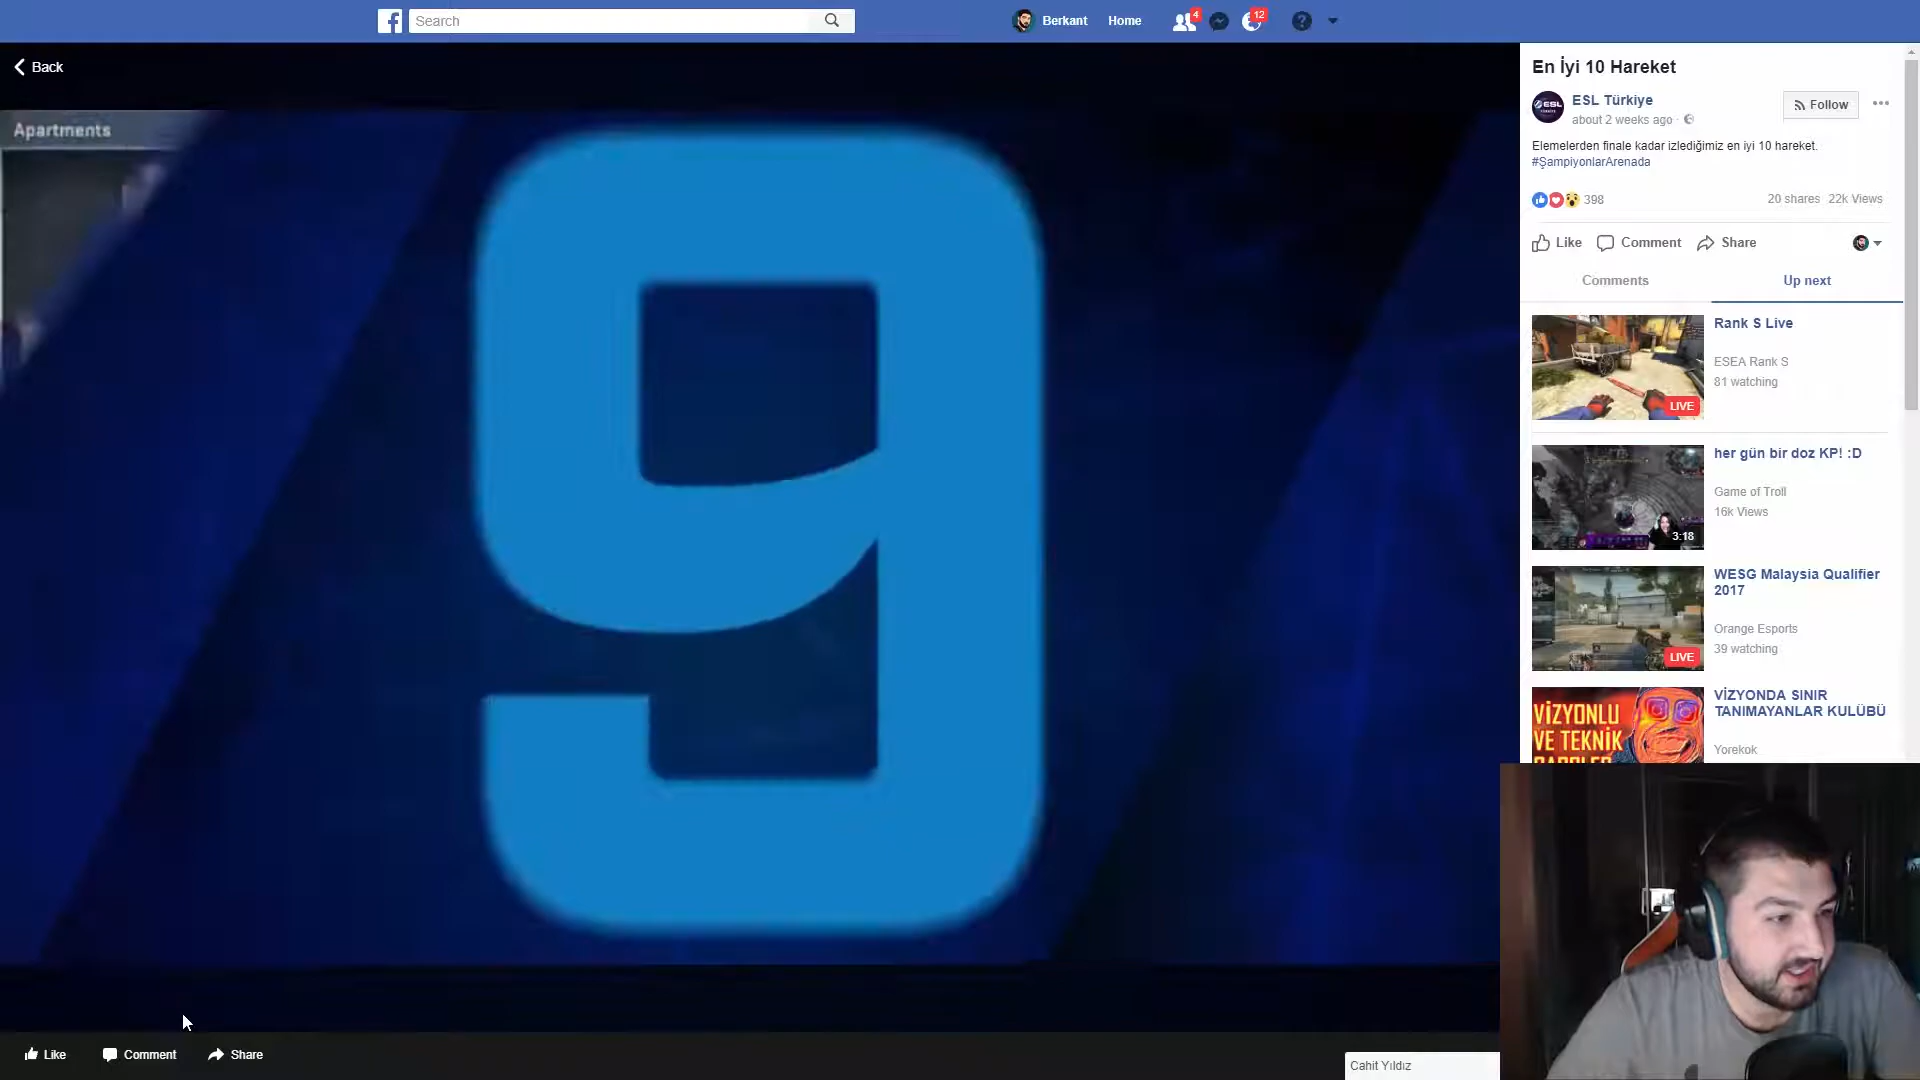 Search
Berkant
Home
4
12
Back
Apartments
9
En İyi 10 Hareket
ESL Türkiye
about 2 weeks ago ·
Follow
Elemelerden finale kadar izlediğimiz en iyi 10 hareket.
#ŞampiyonlarArenada
398
20 shares 22k Views
Like
Comment
Share
Comments
Up next
Rank S Live
ESEA Rank S
81 watching
LIVE
her gün bir doz KP! :D
Game of Troll
16k Views
3:18
WESG Malaysia Qualifier
2017
Orange Esports
39 watching
LIVE
VİZYONDA SINIR
TANIMAYANLAR KULÜBÜ
Yorekok
VİZYONLU
VE TEKNİK
Like
Comment
Share
Cahit Yıldız